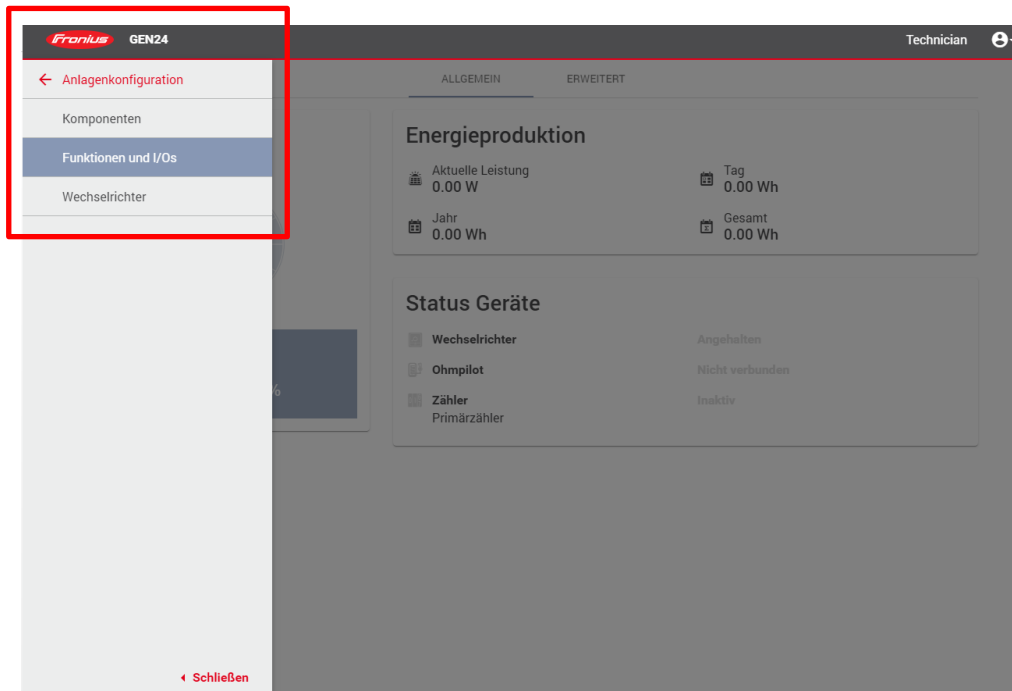 Fronius GEN24 Technician
Anlagenkonfiguration
Komponenten
Funktionen und I/Os
Wechselrichter
Schließen
ALLGEMEIN ERWEITERT
Energieproduktion
Aktuelle Leistung
0.00 W
Tag
0.00 Wh
Jahr
0.00 Wh
Gesamt
0.00 Wh
Status Geräte
Wechselrichter Angehalten
Ohmpilot Nicht verbunden
Zähler Inaktiv
Primärzähler
%